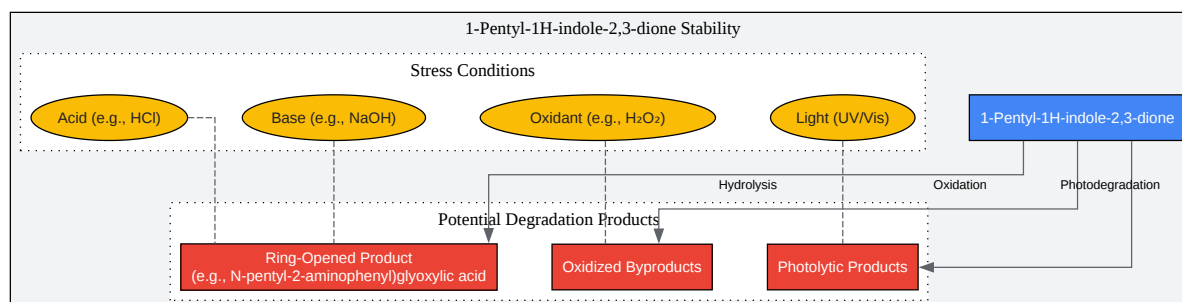 1-Pentyl-1H-indole-2,3-dione Stability
Stress Conditions
Acid (e.g., HCl)
Base (e.g., NaOH)
Oxidant (e.g., H₂O₂)
Light (UV/Vis)
1-Pentyl-1H-indole-2,3-dione
Hydrolysis
Oxidation
Photodegradation
Potential Degradation Products
Ring-Opened Product
(e.g., N-pentyl-2-aminophenyl)glyoxylic acid
Oxidized Byproducts
Photolytic Products